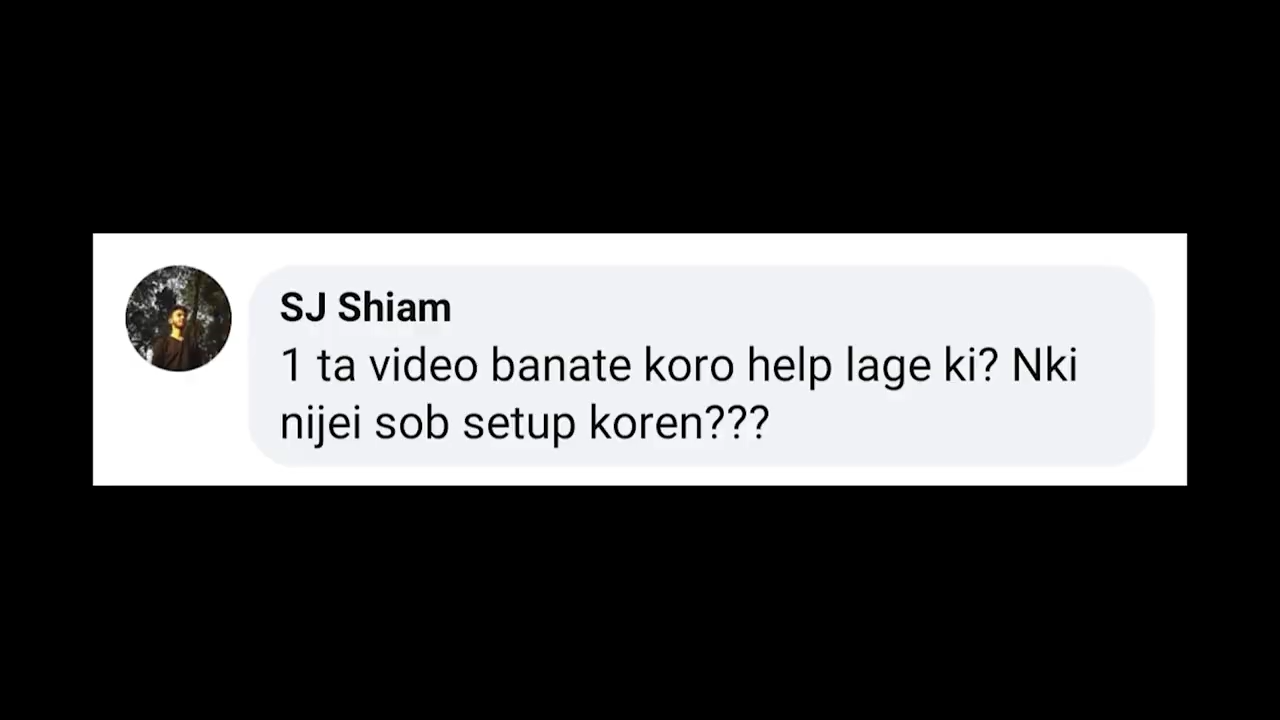 SJ Shiam
1 ta video banate koro help lage ki? Nki
nijei sob setup koren???